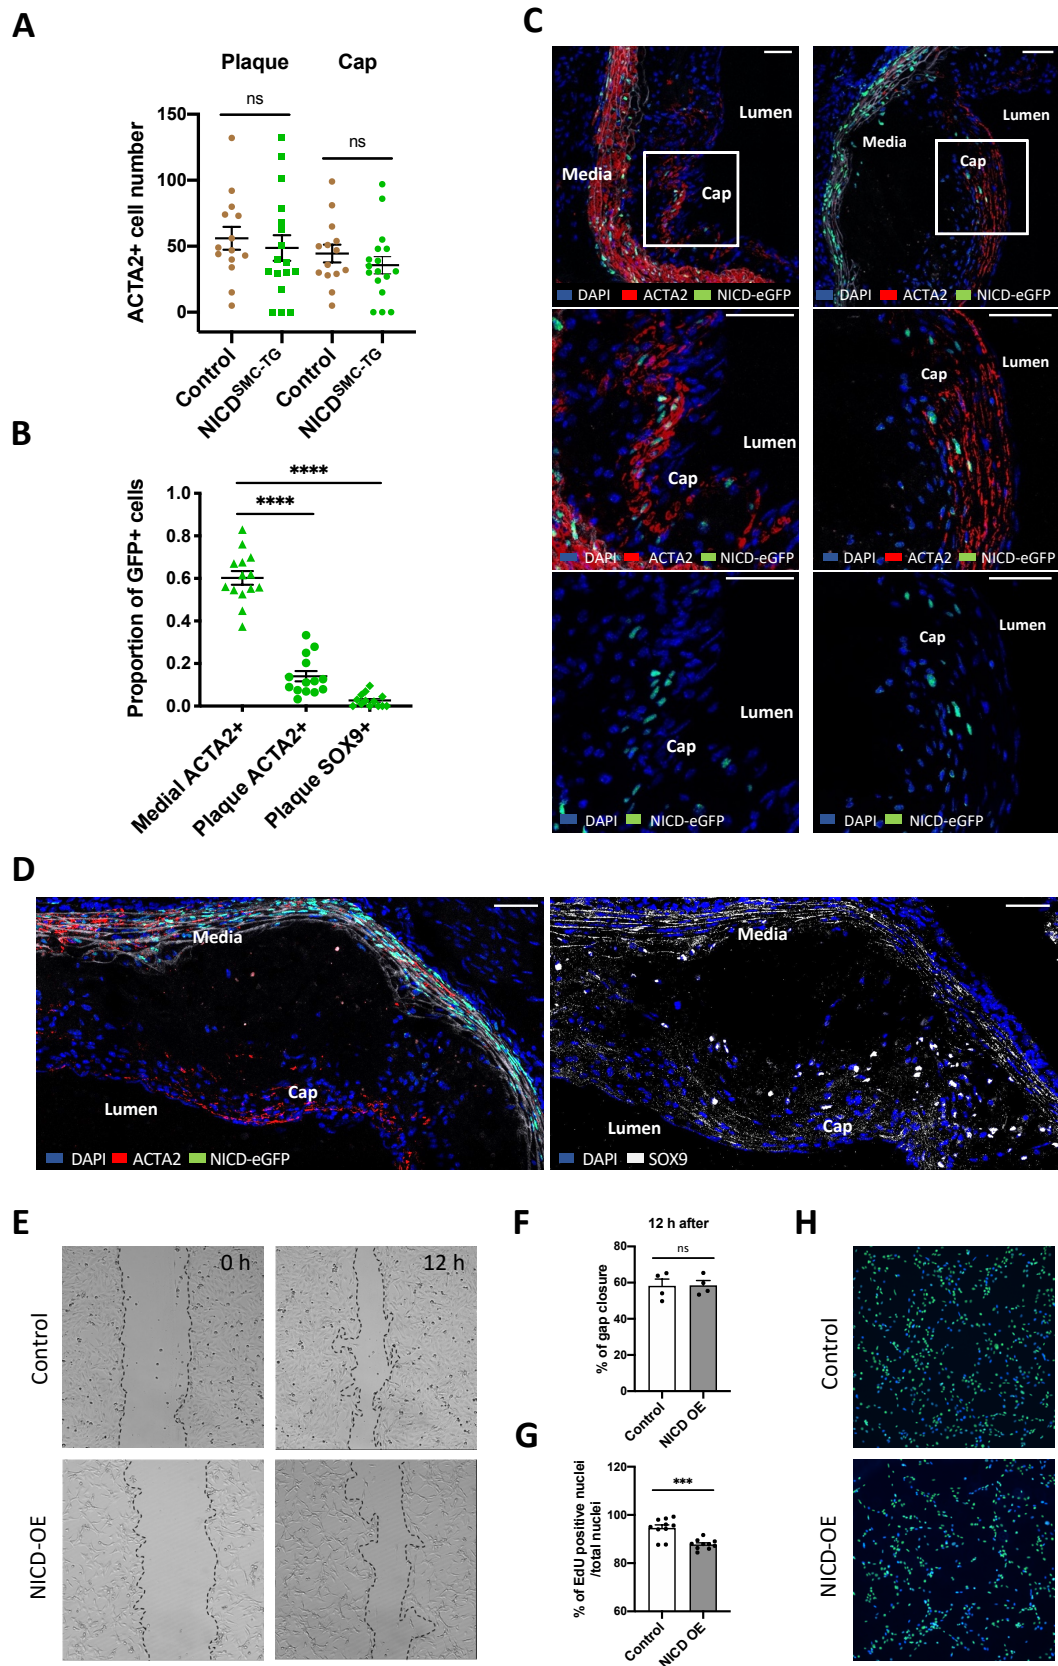 A
Plaque
Cap
ns
ns
ACTA2+ cell number
150
100
50
0
Control
NICD^SMC-TG
Control
NICD^SMC-TG
B
****
****
Proportion of GFP+ cells
1.0
0.8
0.6
0.4
0.2
0.0
Medial ACTA2+
Plaque ACTA2+
Plaque SOX9+
C
Lumen
Media
Cap
DAPI ACTA2 NICD-eGFP
Lumen
Media
Cap
DAPI ACTA2 NICD-eGFP
Lumen
Cap
DAPI ACTA2 NICD-eGFP
Lumen
Cap
DAPI ACTA2 NICD-eGFP
Lumen
Cap
DAPI NICD-eGFP
Lumen
Cap
DAPI NICD-eGFP
D
Media
Cap
Lumen
DAPI ACTA2 NICD-eGFP
Media
Lumen
Cap
DAPI SOX9
E
0 h
12 h
Control
NICD-OE
F
12 h after
ns
% of gap closure
80
60
40
20
0
Control
NICD OE
G
***
% of EdU positive nuclei
/total nuclei
120
100
80
60
Control
NICD OE
H
Control
NICD-OE